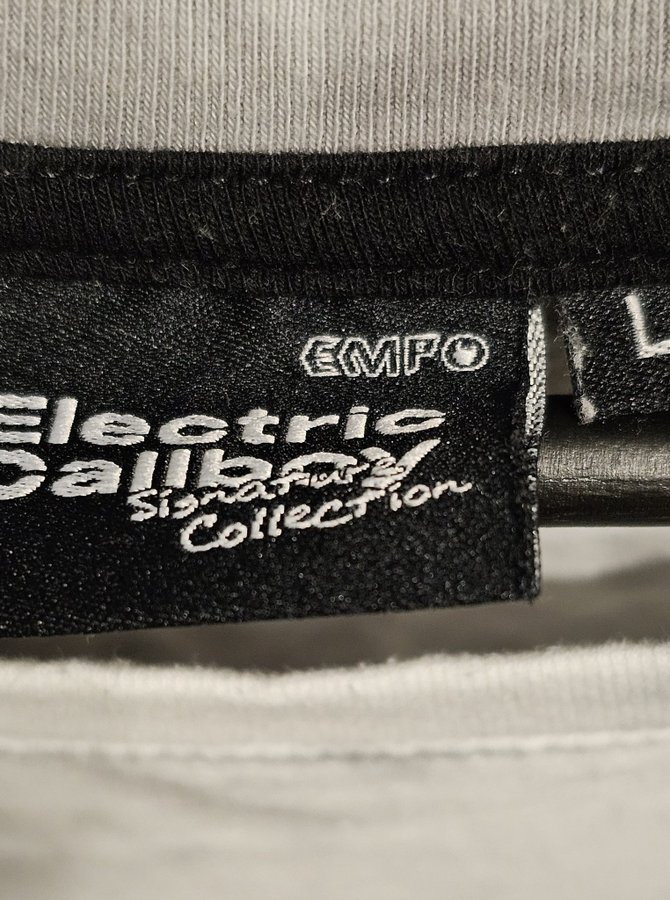 EMP
L
Electric
Callboy
Signature
Collection